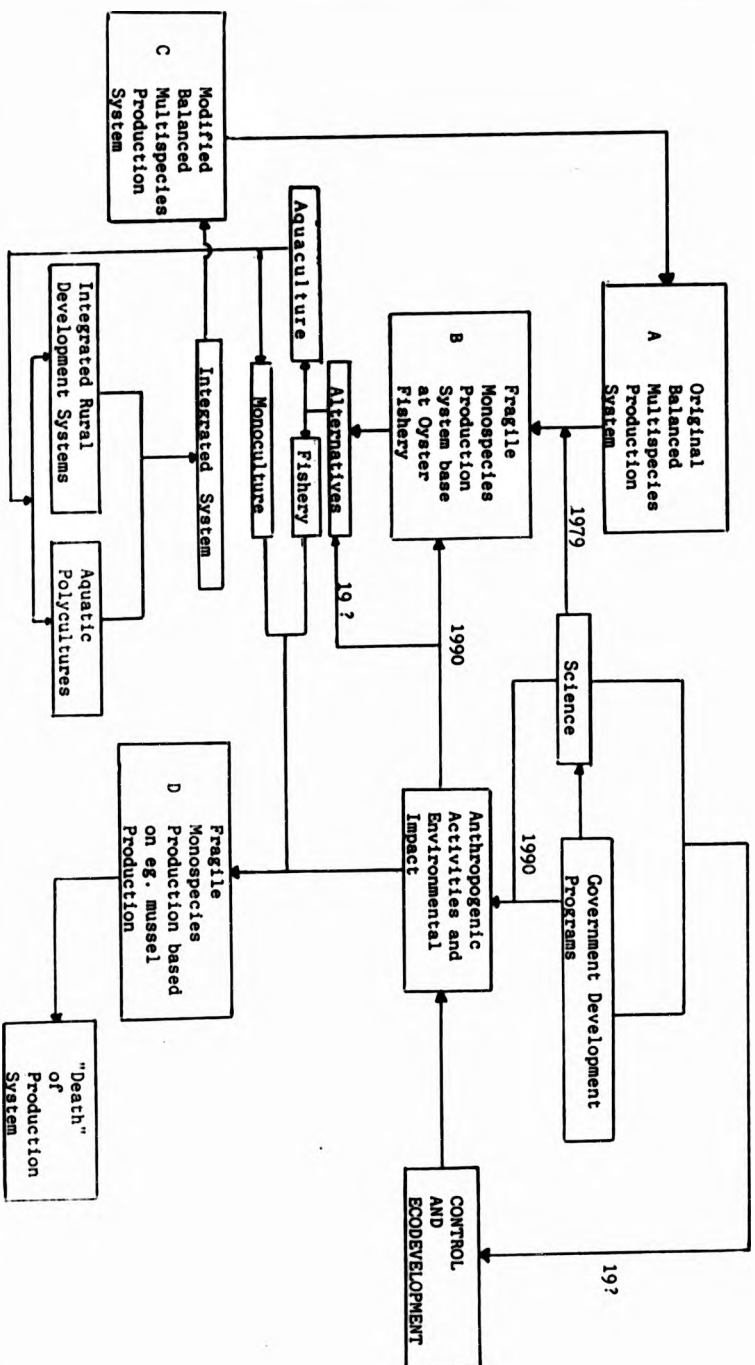 Original
A Balanced
Multispecies
Production
System
1979
Science
Government Development
Programs
1990
19?
Fragile
B Monospecies
Production
System base
at Oyster
Fishery
1990
19 ?
Anthropogenic
Activities and
Environmental
Impact
CONTROL
AND
ECODEVELOPMENT
Alternatives
Aquaculture
Fishery
Monoculture
Modified
C Balanced
Multispecies
Production
System
Integrated System
Integrated Rural
Development Systems
Aquatic
Polycultures
Fragile
Monospecies
D Production based
on eg. mussel
Production
"Death"
of
Production
System